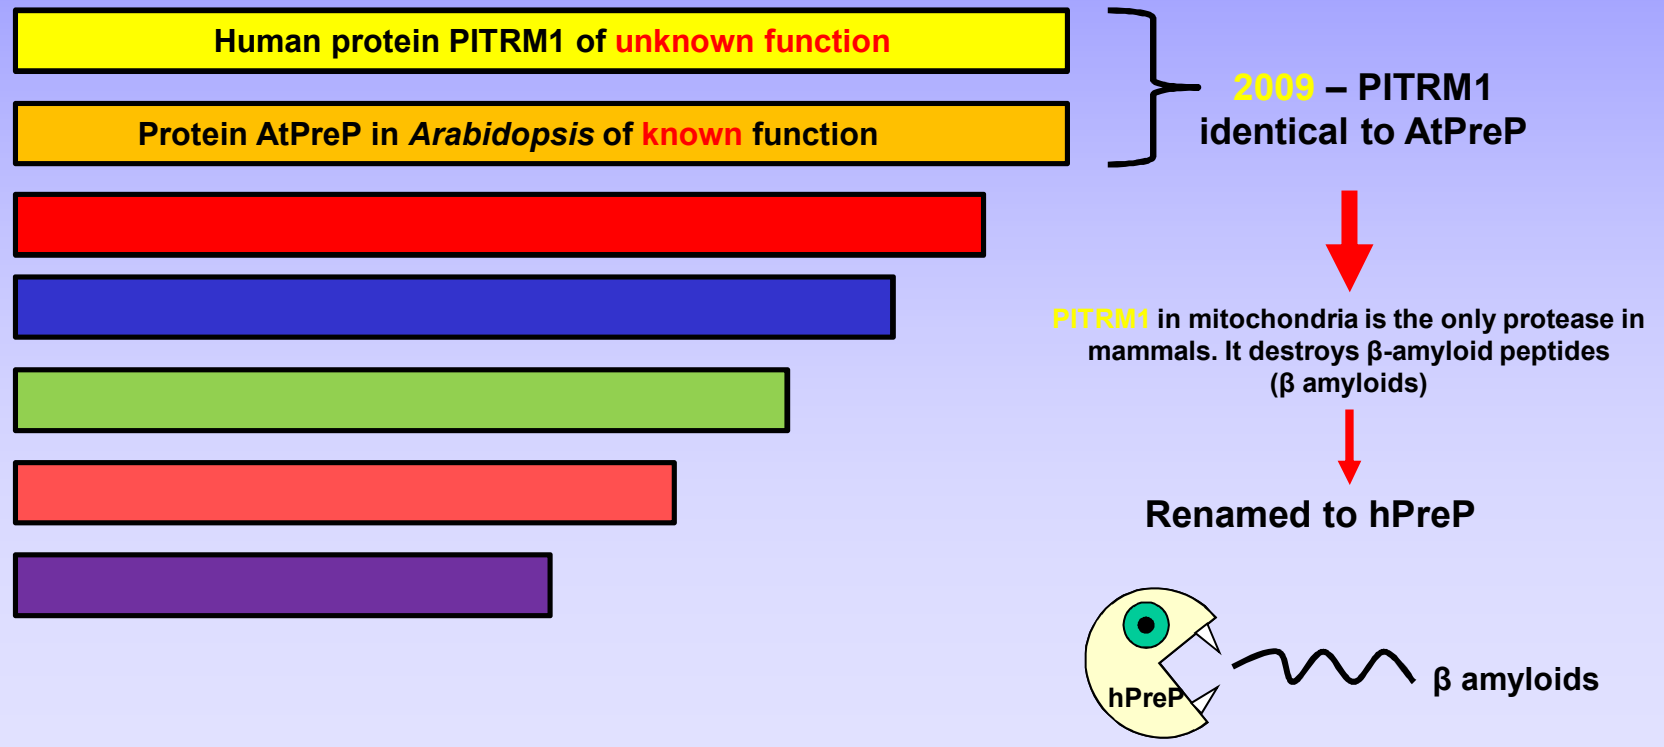 Human protein PITRM1 of unknown function
Protein AtPreP in Arabidopsis of known function
2009 – PITRM1
identical to AtPreP
PITRM1 in mitochondria is the only protease in
mammals. It destroys β-amyloid peptides
(β amyloids)
Renamed to hPreP
hPreP
β amyloids